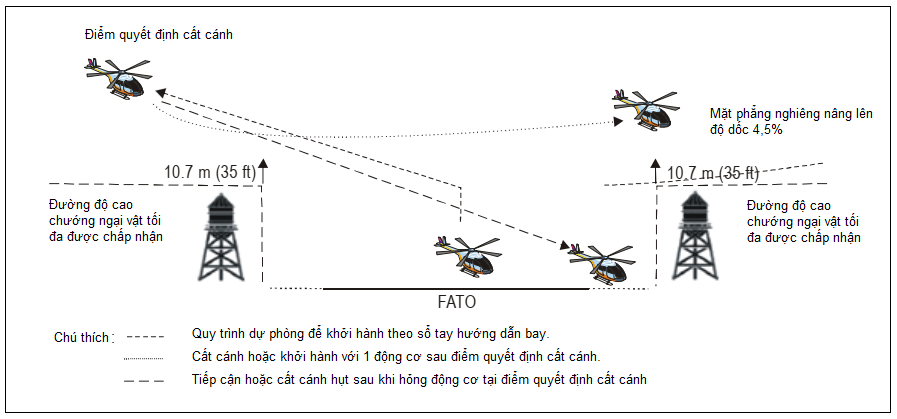 Điểm quyết định cất cánh
Mặt phẳng nghiêng nâng lên
độ dốc 4,5%
10.7 m (35 ft)
10.7 m (35 ft)
Đường độ cao
chướng ngại vật tối
đa được chấp nhận
Đường độ cao
chướng ngại vật tối
đa được chấp nhận
FATO
Chú thích :
Quy trình dự phòng để khởi hành theo sổ tay hướng dẫn bay.
Cất cánh hoặc khởi hành với 1 động cơ sau điểm quyết định cất cánh.
Tiếp cận hoặc cất cánh hụt sau khi hỏng động cơ tại điểm quyết định cất cánh